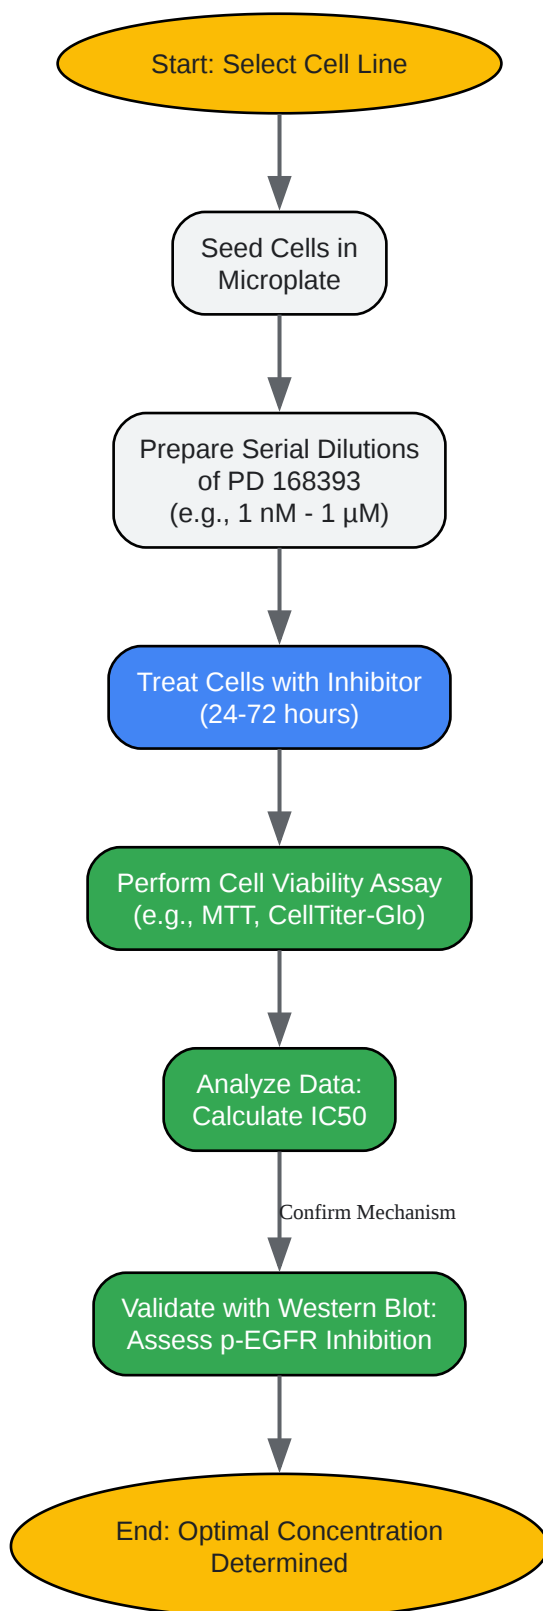 Start: Select Cell Line
Seed Cells in
Microplate
Prepare Serial Dilutions
of PD 168393
(e.g., 1 nM - 1 µM)
Treat Cells with Inhibitor
(24-72 hours)
Perform Cell Viability Assay
(e.g., MTT, CellTiter-Glo)
Analyze Data:
Calculate IC50
Confirm Mechanism
Validate with Western Blot:
Assess p-EGFR Inhibition
End: Optimal Concentration
Determined